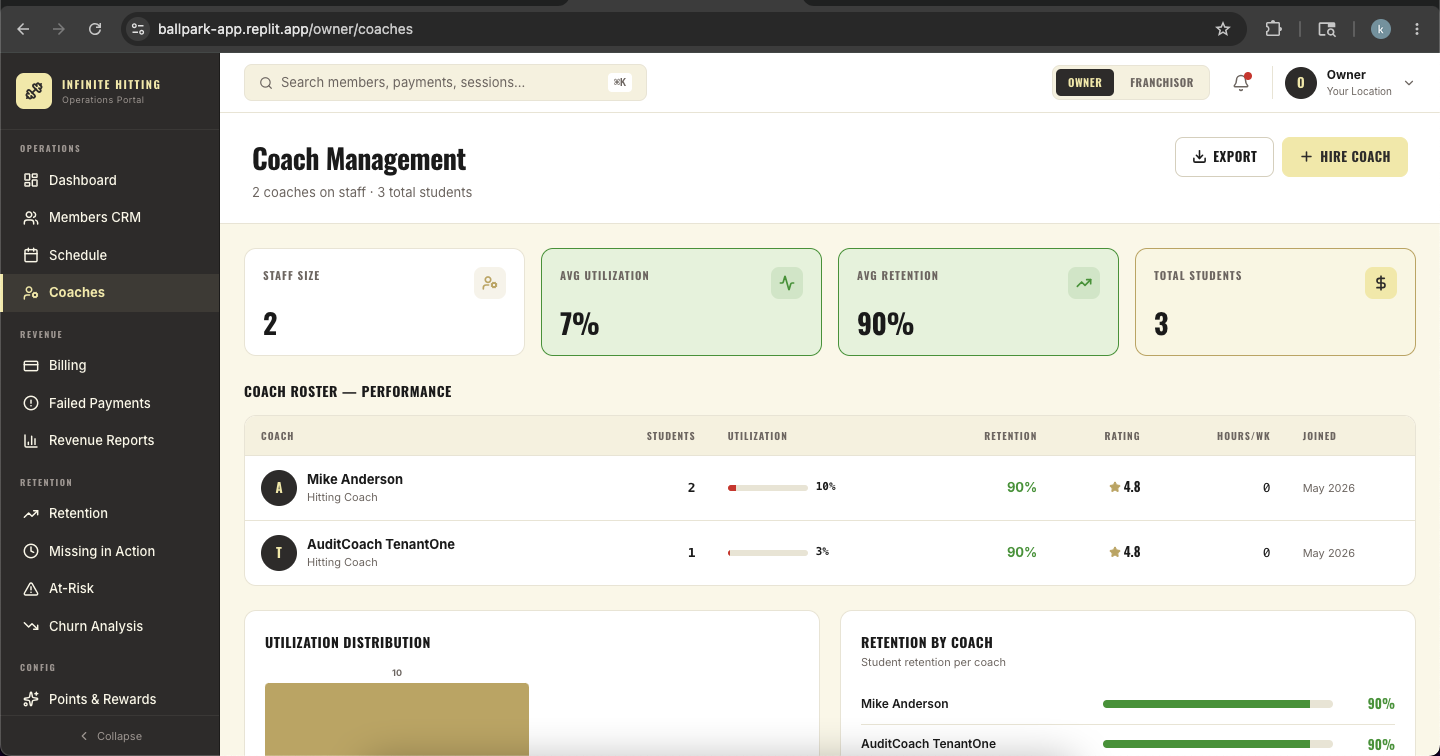 ballpark-app.replit.app/owner/coaches
k
INFINITE HITTING
Operations Portal
Search members, payments, sessions...
⌘K
OWNER
FRANCHISOR
O
Owner
Your Location
OPERATIONS
Dashboard
Members CRM
Schedule
Coaches
REVENUE
Billing
Failed Payments
Revenue Reports
RETENTION
Retention
Missing in Action
At-Risk
Churn Analysis
CONFIG
Points & Rewards
Collapse
Coach Management
2 coaches on staff · 3 total students
EXPORT
HIRE COACH
STAFF SIZE
2
AVG UTILIZATION
7%
AVG RETENTION
90%
TOTAL STUDENTS
$
3
COACH ROSTER — PERFORMANCE
COACH STUDENTS UTILIZATION RETENTION RATING HOURS/WK JOINED
A
Mike Anderson
Hitting Coach
2 10% 90% 4.8 0 May 2026
T
AuditCoach TenantOne
Hitting Coach
1 3% 90% 4.8 0 May 2026
UTILIZATION DISTRIBUTION
10
RETENTION BY COACH
Student retention per coach
Mike Anderson 90%
AuditCoach TenantOne 90%